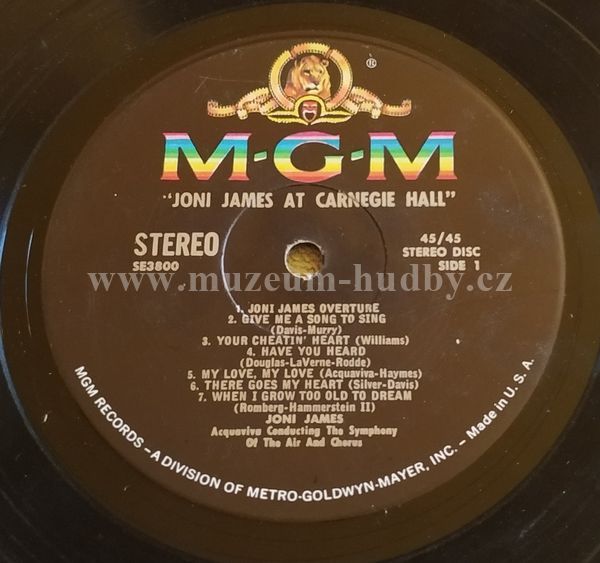 ®
M-G-M
"JONI JAMES AT CARNEGIE HALL"
STEREO
SE3800
45/45
STEREO DISC
SIDE 1
www.muzeum-hudby.cz
1. JONI JAMES OVERTURE
2. GIVE ME A SONG TO SING
(Davis-Murry)
3. YOUR CHEATIN' HEART (Williams)
4. HAVE YOU HEARD
(Douglas-LaVerne-Rodde)
5. MY LOVE, MY LOVE (Acquaviva-Haymes)
6. THERE GOES MY HEART (Silver-Davis)
7. WHEN I GROW TOO OLD TO DREAM
(Romberg-Hammerstein II)
JONI JAMES
Acquaviva Conducting The Symphony
Of The Air And Chorus
MGM RECORDS – A DIVISION OF METRO-GOLDWYN-MAYER, INC. – Made in U. S. A.